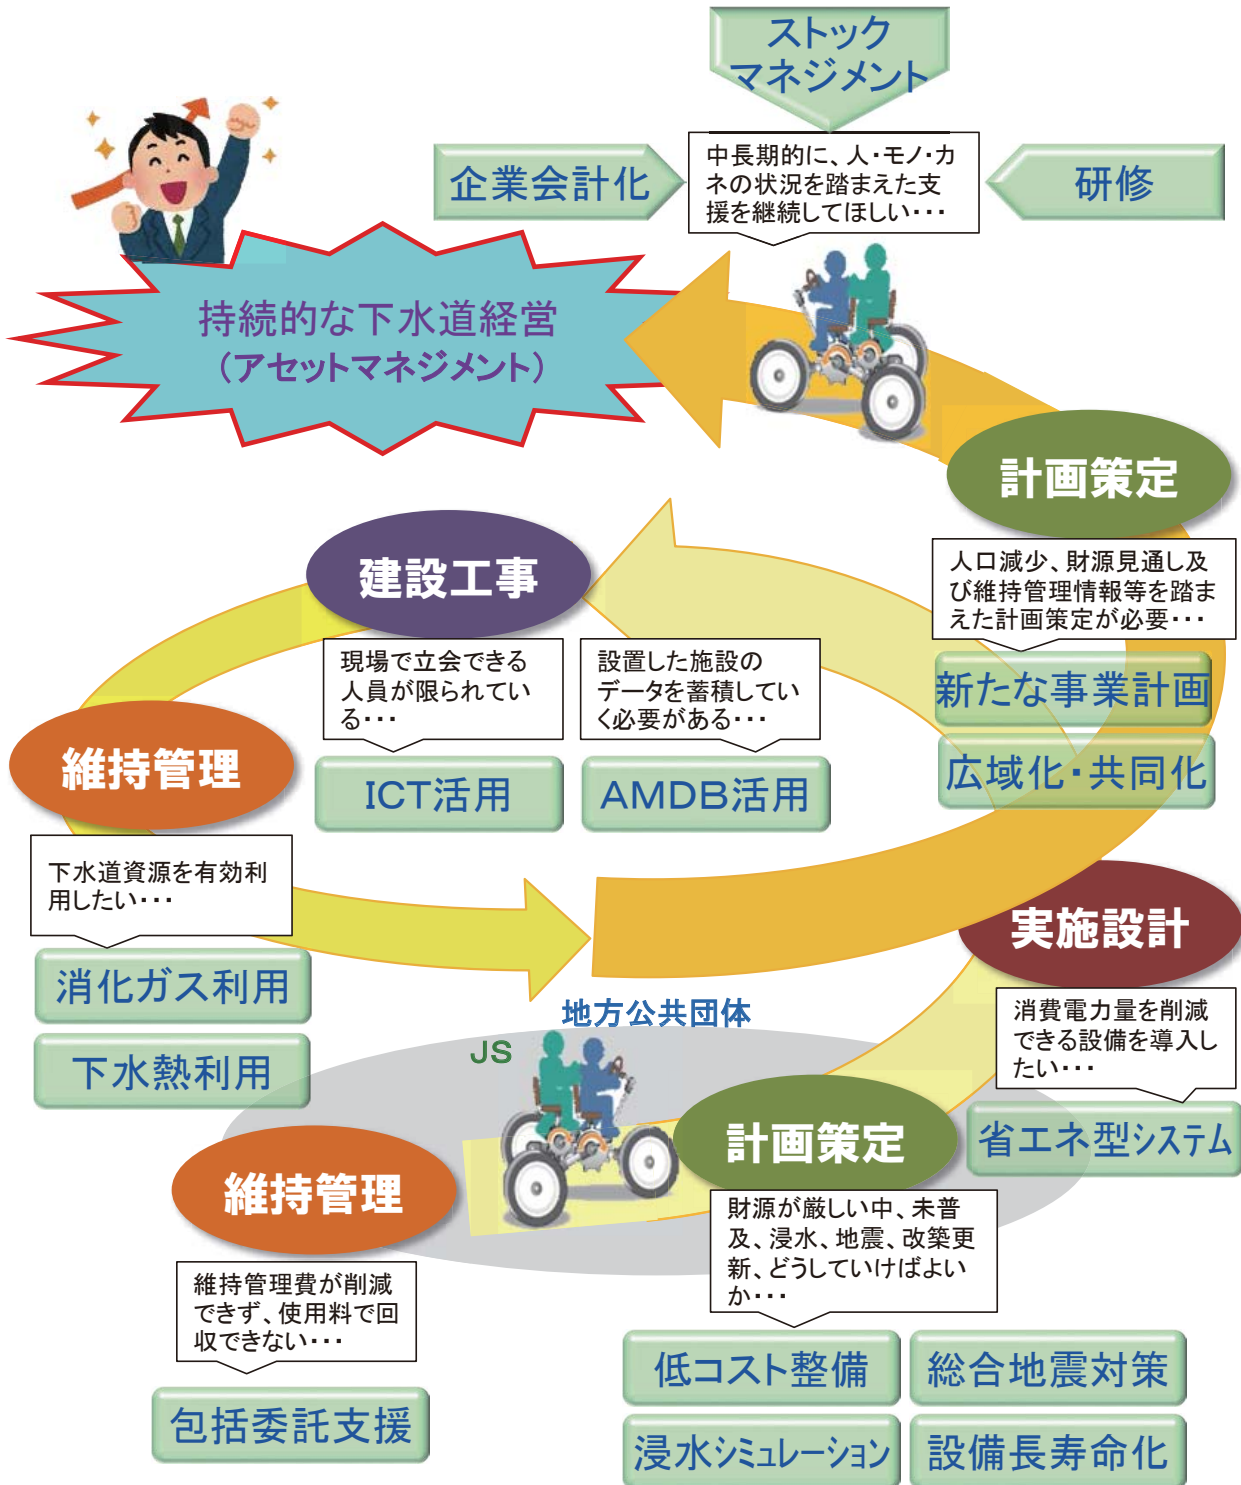 ストック
マネジメント
企業会計化
中長期的に、人・モノ・カ
ネの状況を踏まえた支
援を継続してほしい・・・
研修
持続的な下水道経営
（アセットマネジメント）
計画策定
人口減少、財源見通し及
び維持管理情報等を踏ま
えた計画策定が必要・・・
新たな事業計画
広域化・共同化
建設工事
現場で立会できる
人員が限られてい
る・・・
ICT活用
設置した施設の
データを蓄積してい
く必要がある・・・
AMDB活用
維持管理
下水道資源を有効利
用したい・・・
消化ガス利用
下水熱利用
実施設計
消費電力量を削減
できる設備を導入し
たい・・・
省エネ型システム
地方公共団体
JS
計画策定
財源が厳しい中、未普
及、浸水、地震、改築更
新、どうしていけばよい
か・・・
低コスト整備
総合地震対策
浸水シミュレーション
設備長寿命化
維持管理
維持管理費が削減
できず、使用料で回
収できない・・・
包括委託支援